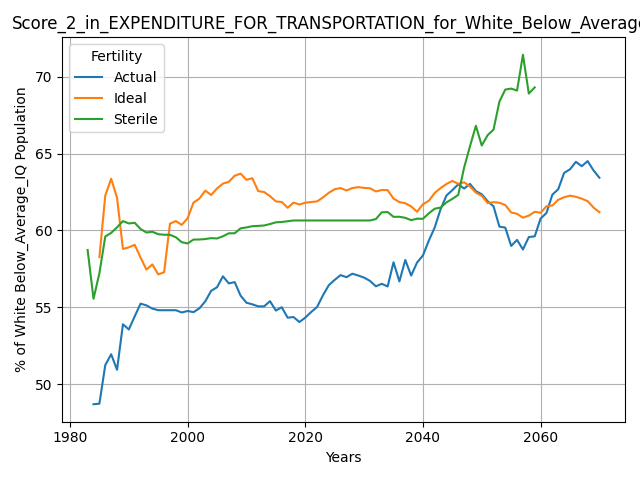 Score_2_in_EXPENDITURE_FOR_TRANSPORTATION_for_White_Below_Average
Fertility
Actual
Ideal
Sterile
% of White Below_Average_IQ Population
70
65
60
55
50
1980
2000
2020
2040
2060
Years